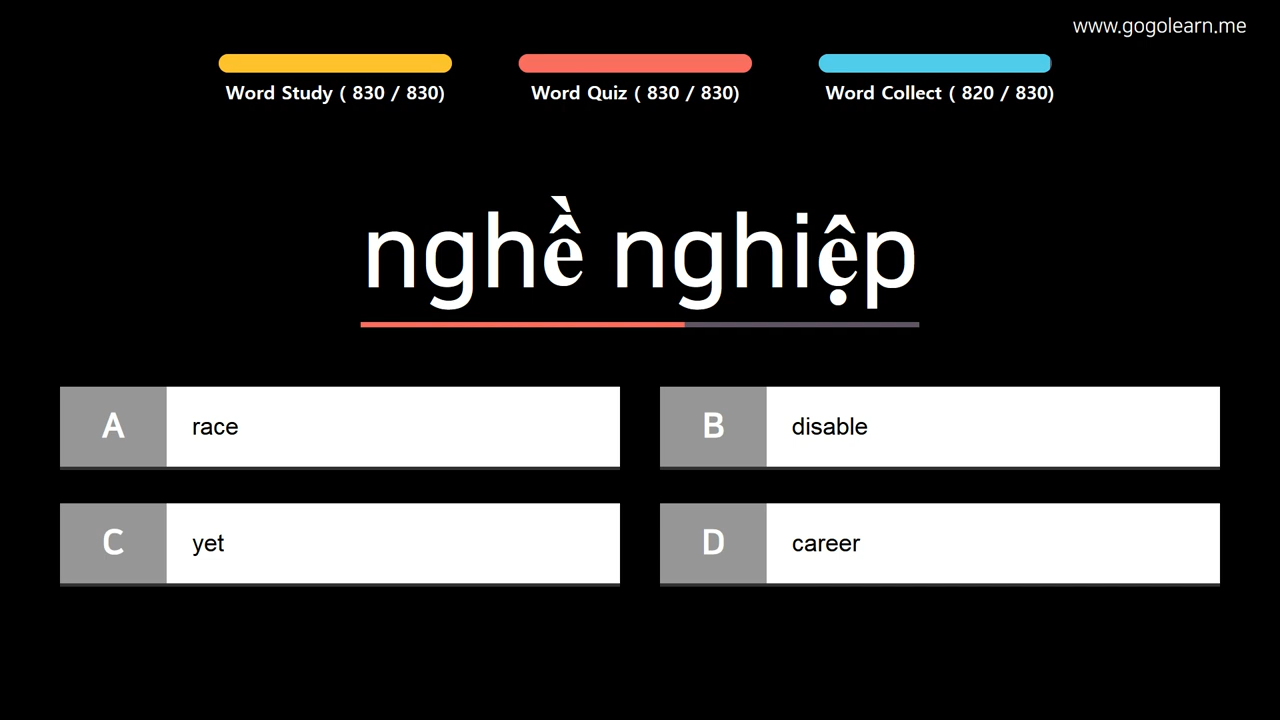 www.gogolearn.me
Word Study ( 830 / 830)
Word Quiz ( 830 / 830)
Word Collect ( 820 / 830)
nghề nghiệp
A race
B disable
C yet
D career